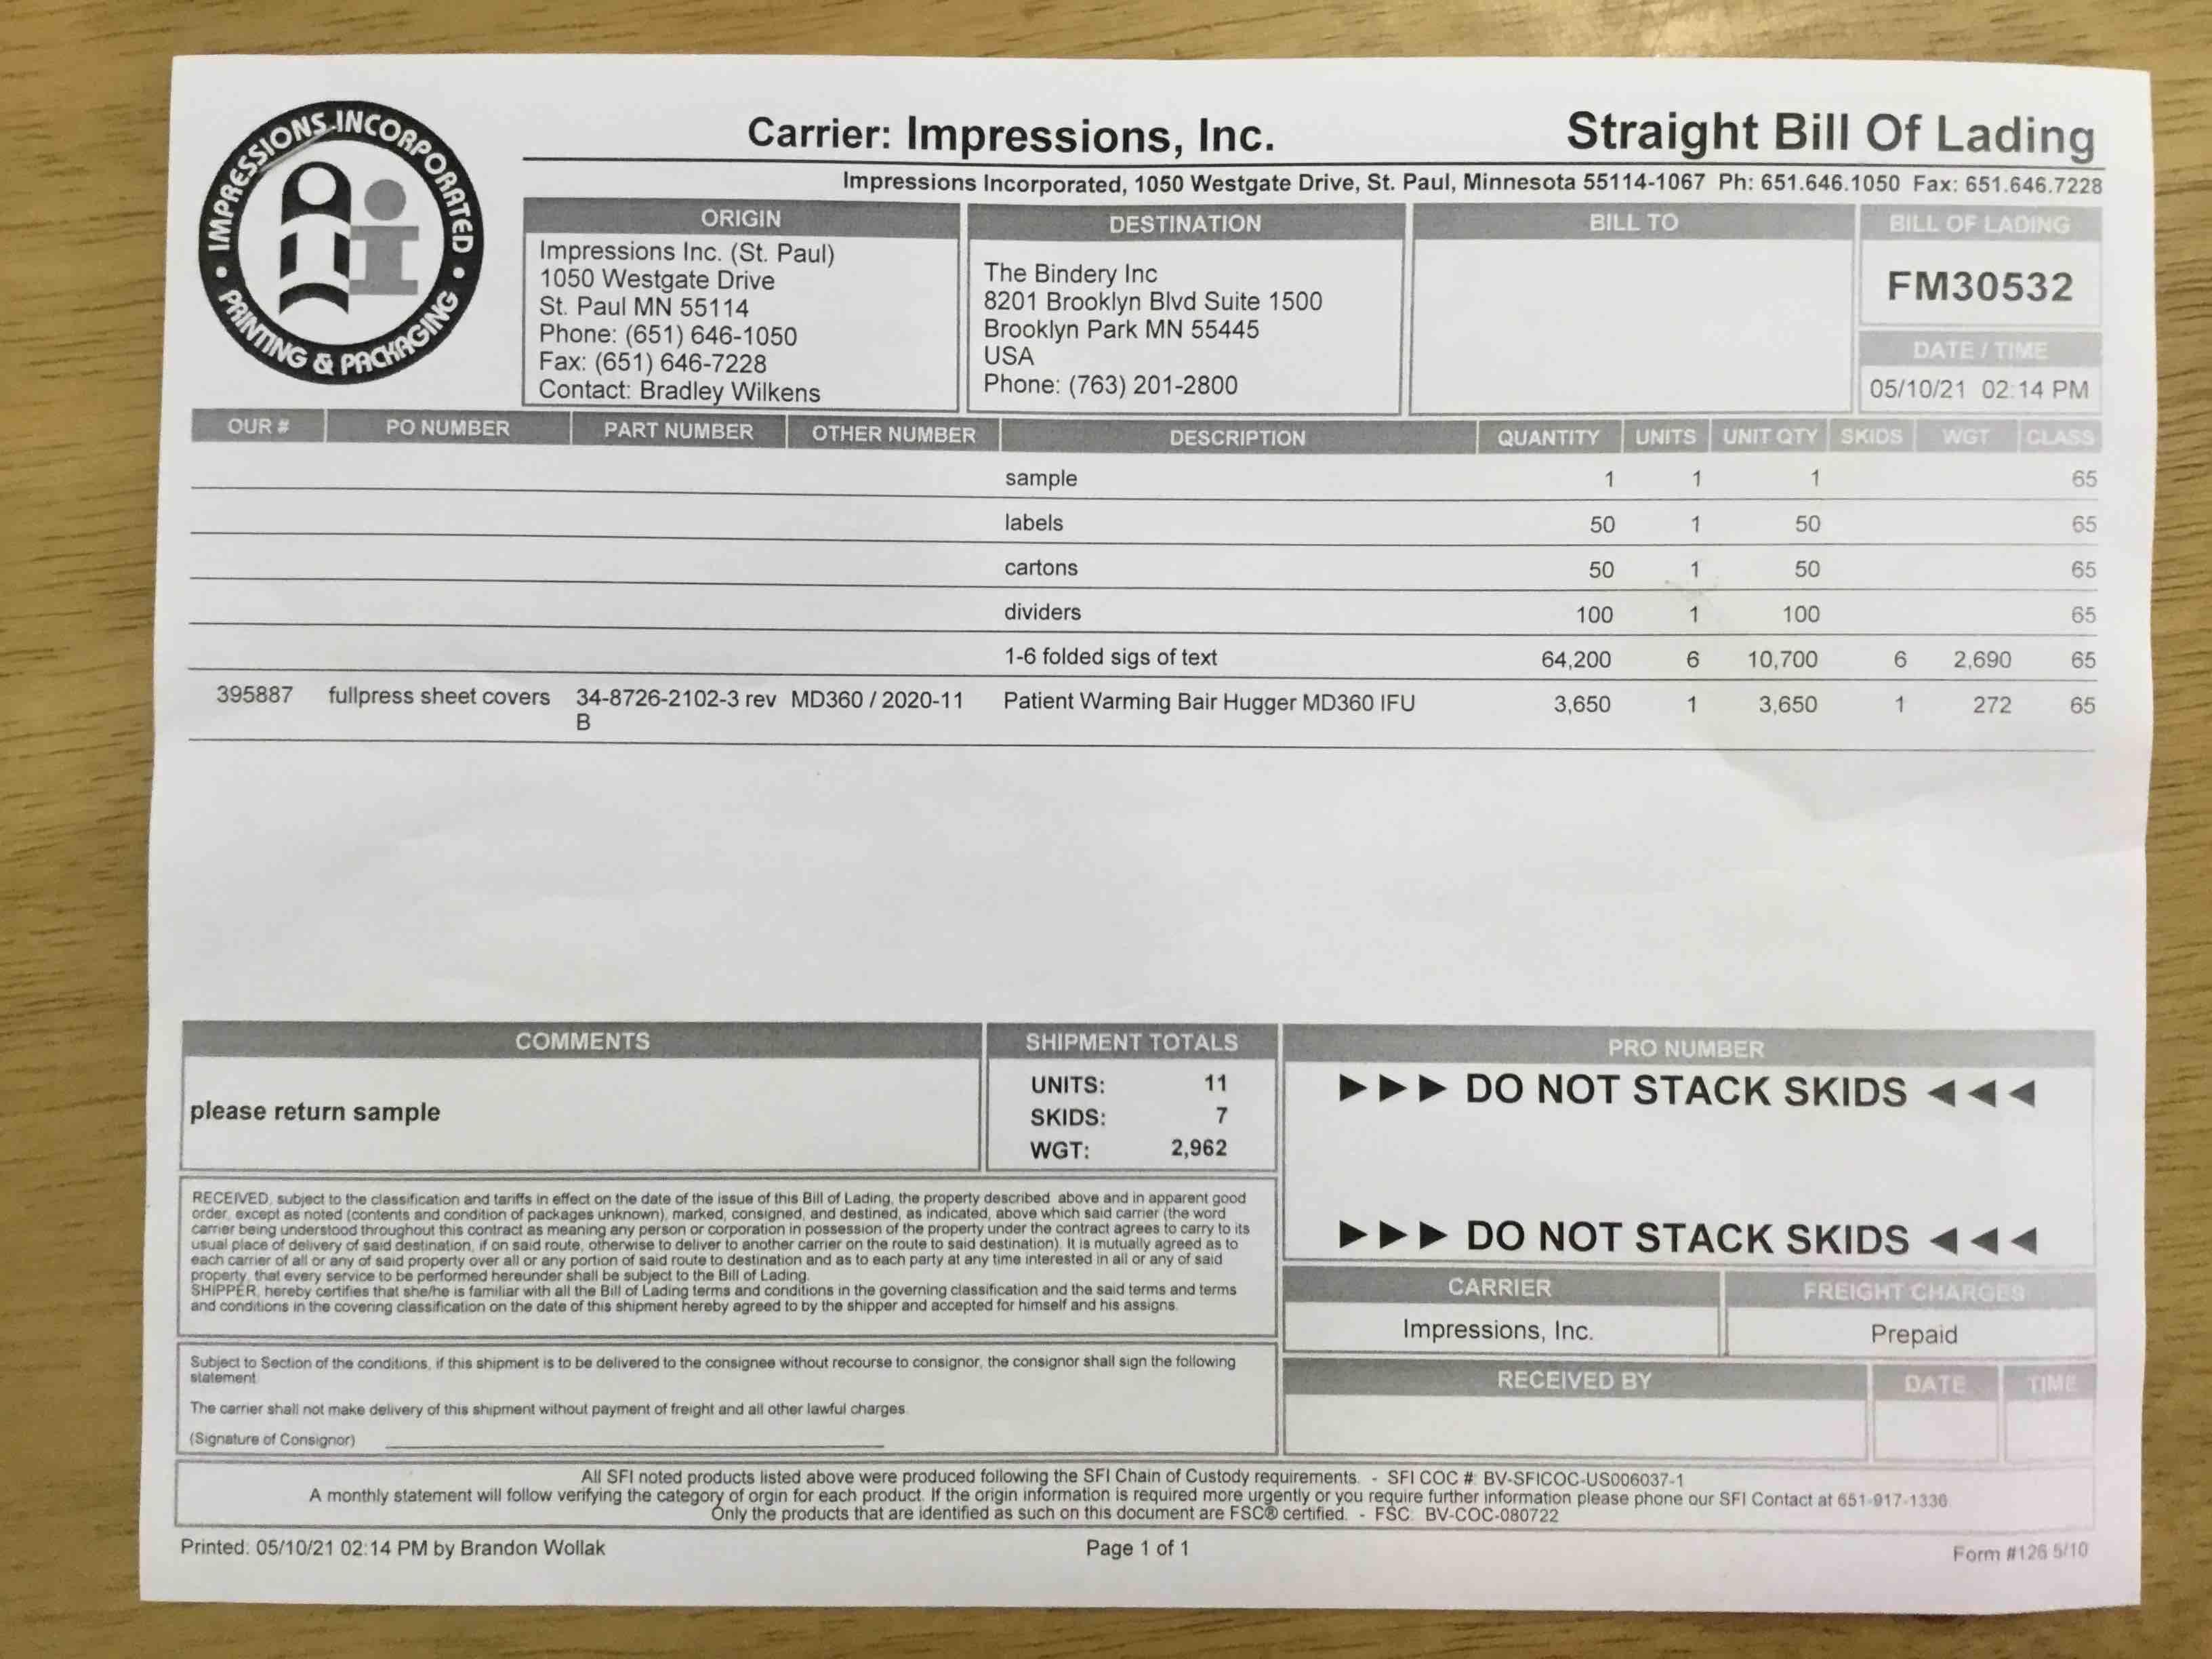 IMPRESSIONS INCORPORATED • PRINTING & PACKAGING •
Carrier: Impressions, Inc.
Straight Bill Of Lading
Impressions Incorporated, 1050 Westgate Drive, St. Paul, Minnesota 55114-1067 Ph: 651.646.1050 Fax: 651.646.7228
ORIGIN
Impressions Inc. (St. Paul)
1050 Westgate Drive
St. Paul MN 55114
Phone: (651) 646-1050
Fax: (651) 646-7228
Contact: Bradley Wilkens
DESTINATION
The Bindery Inc
8201 Brooklyn Blvd Suite 1500
Brooklyn Park MN 55445
USA
Phone: (763) 201-2800
BILL TO
BILL OF LADING
FM30532
DATE / TIME
05/10/21 02:14 PM
OUR # PO NUMBER PART NUMBER OTHER NUMBER DESCRIPTION QUANTITY UNITS UNIT QTY SKIDS WGT CLASS
sample 1 1 1 65
labels 50 1 50 65
cartons 50 1 50 65
dividers 100 1 100 65
1-6 folded sigs of text 64,200 6 10,700 6 2,690 65
395887 fullpress sheet covers 34-8726-2102-3 rev MD360 / 2020-11 Patient Warming Bair Hugger MD360 IFU 3,650 1 3,650 1 272 65
B
COMMENTS
please return sample
SHIPMENT TOTALS
UNITS: 11
SKIDS: 7
WGT: 2,962
PRO NUMBER
►►► DO NOT STACK SKIDS ◄◄◄
►►► DO NOT STACK SKIDS ◄◄◄
RECEIVED, subject to the classification and tariffs in effect on the date of the issue of this Bill of Lading, the property described above and in apparent good
order, except as noted (contents and condition of packages unknown), marked, consigned, and destined, as indicated, above which said carrier (the word
carrier being understood throughout this contract as meaning any person or corporation in possession of the property under the contract agrees to carry to its
usual place of delivery of said destination, if on said route, otherwise to deliver to another carrier on the route to said destination). It is mutually agreed as to
each carrier of all or any of said property over all or any portion of said route to destination and as to each party at any time interested in all or any of said
property, that every service to be performed hereunder shall be subject to the Bill of Lading.
SHIPPER, hereby certifies that she/he is familiar with all the Bill of Lading terms and conditions in the governing classification and the said terms and terms
and conditions in the covering classification on the date of this shipment hereby agreed to by the shipper and accepted for himself and his assigns.
CARRIER
Impressions, Inc.
FREIGHT CHARGES
Prepaid
Subject to Section of the conditions, if this shipment is to be delivered to the consignee without recourse to consignor, the consignor shall sign the following
statement
The carrier shall not make delivery of this shipment without payment of freight and all other lawful charges.
(Signature of Consignor)
RECEIVED BY DATE TIME
All SFI noted products listed above were produced following the SFI Chain of Custody requirements. - SFI COC #: BV-SFICOC-US006037-1
A monthly statement will follow verifying the category of orgin for each product. If the origin information is required more urgently or you require further information please phone our SFI Contact at 651-917-1336
Only the products that are identified as such on this document are FSC® certified. - FSC: BV-COC-080722
Printed: 05/10/21 02:14 PM by Brandon Wollak
Page 1 of 1
Form #126 5/10